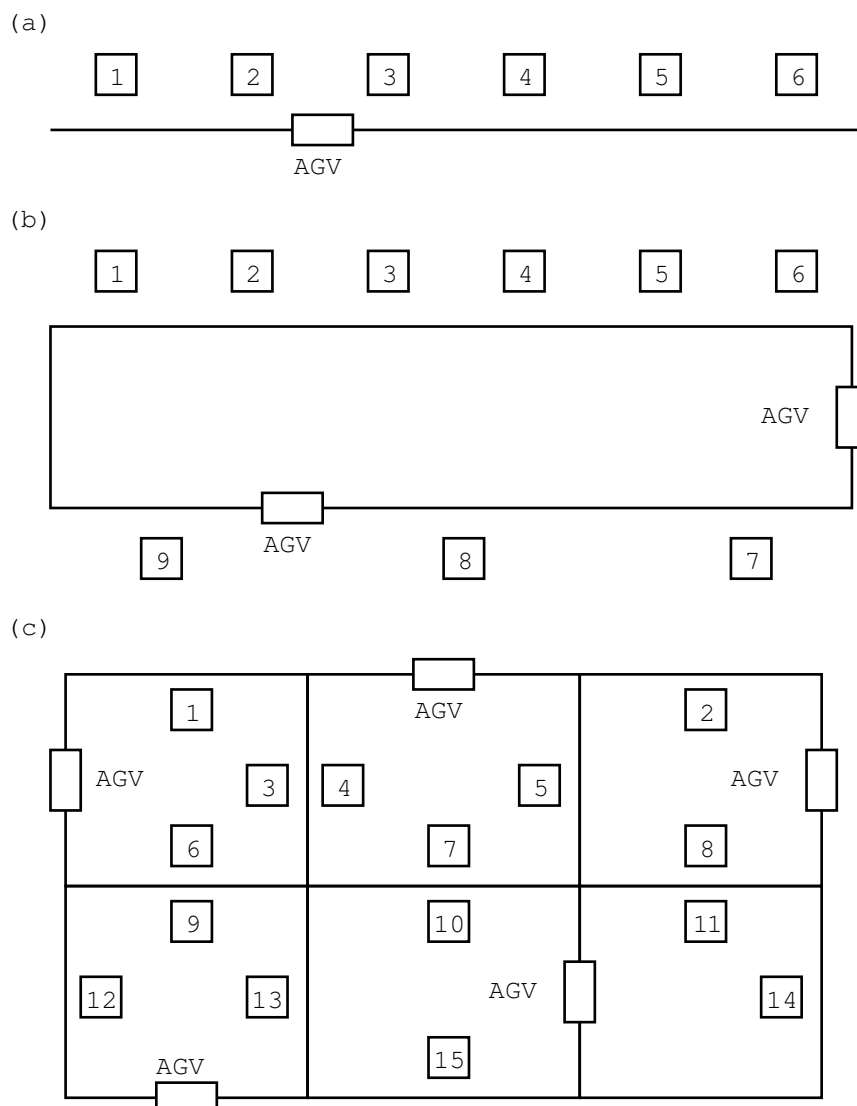 (a)
1 2 3 4 5 6
AGV
(b)
1 2 3 4 5 6
AGV
AGV
9 8 7
(c)
1 AGV 2
AGV 3 4 5 AGV
6 7 8
9 10 11
12 13 AGV 14
AGV 15